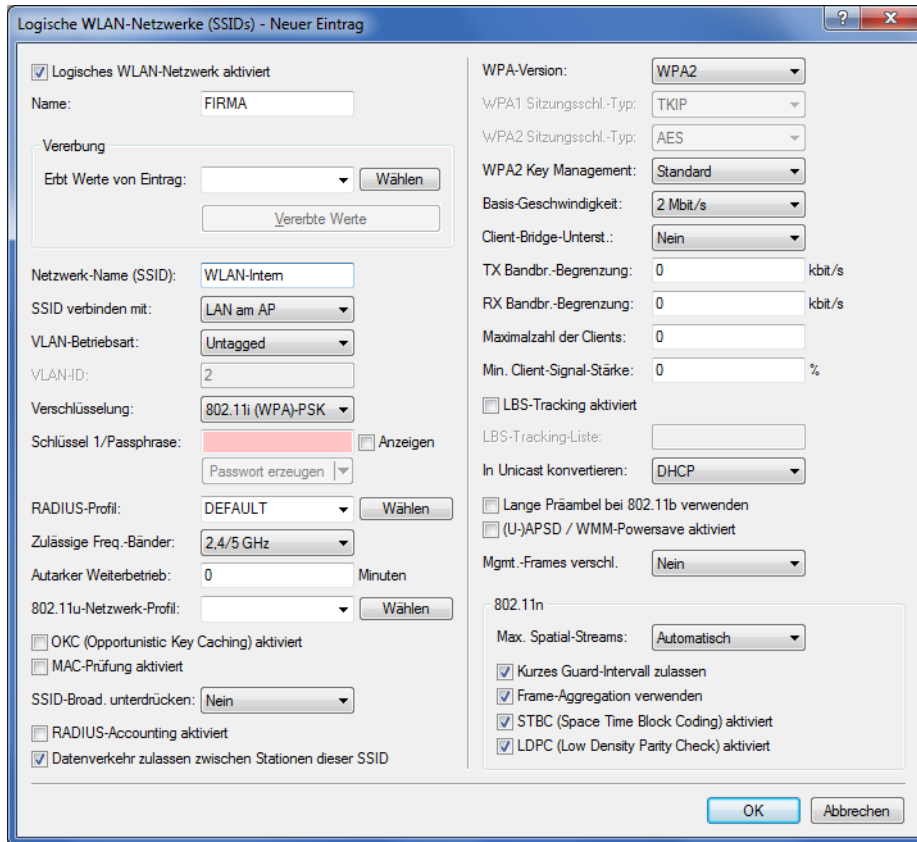 Logische WLAN-Netzwerke (SSIDs) - Neuer Eintrag
Logisches WLAN-Netzwerk aktiviert
Name: FIRMA
Vererbung
Erbt Werte von Eintrag: Wählen
Vererbte Werte
Netzwerk-Name (SSID): WLAN-Intern
SSID verbinden mit: LAN am AP
VLAN-Betriebsart: Untagged
VLAN-ID: 2
Verschlüsselung: 802.11i (WPA)-PSK
Schlüssel 1/Passphrase: Anzeigen
Passwort erzeugen
RADIUS-Profil: DEFAULT Wählen
Zulässige Freq.-Bänder: 2,4/5 GHz
Autarker Weiterbetrieb: 0 Minuten
802.11u-Netzwerk-Profil: Wählen
OKC (Opportunistic Key Caching) aktiviert
MAC-Prüfung aktiviert
SSID-Broad. unterdrücken: Nein
RADIUS-Accounting aktiviert
Datenverkehr zulassen zwischen Stationen dieser SSID
WPA-Version: WPA2
WPA1 Sitzungsschl.-Typ: TKIP
WPA2 Sitzungsschl.-Typ: AES
WPA2 Key Management: Standard
Basis-Geschwindigkeit: 2 Mbit/s
Client-Bridge-Unterst.: Nein
TX Bandbr.-Begrenzung: 0 kbit/s
RX Bandbr.-Begrenzung: 0 kbit/s
Maximalzahl der Clients: 0
Min. Client-Signal-Stärke: 0 %
LBS-Tracking aktiviert
LBS-Tracking-Liste:
In Unicast konvertieren: DHCP
Lange Präambel bei 802.11b verwenden
(U-)APSD / WMM-Powersave aktiviert
Mgmt.-Frames verschl. Nein
802.11n
Max. Spatial-Streams: Automatisch
Kurzes Guard-Intervall zulassen
Frame-Aggregation verwenden
STBC (Space Time Block Coding) aktiviert
LDPC (Low Density Parity Check) aktiviert
OK Abbrechen